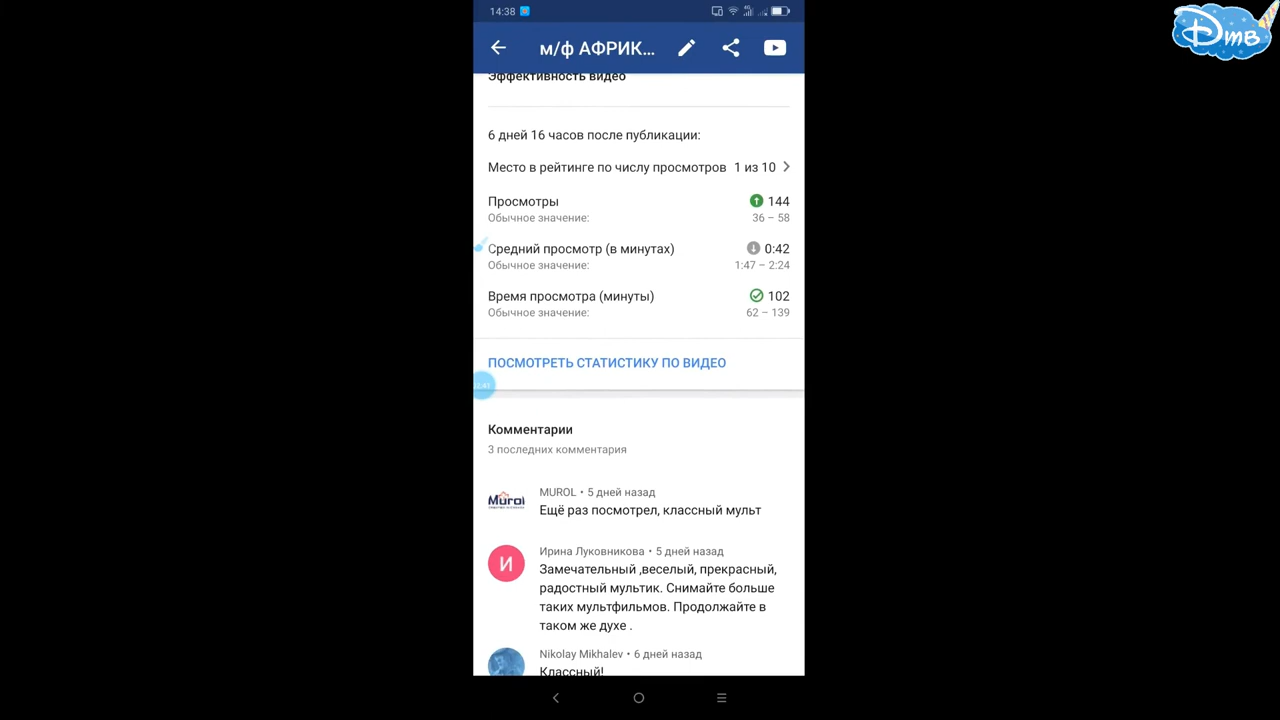 14:38
Dmb
м/ф АФРИК...
Эффективность видео
6 дней 16 часов после публикации:
Место в рейтинге по числу просмотров 1 из 10
Просмотры 144
Обычное значение: 36 – 58
Средний просмотр (в минутах) 0:42
Обычное значение: 1:47 – 2:24
Время просмотра (минуты) 102
Обычное значение: 62 – 139
ПОСМОТРЕТЬ СТАТИСТИКУ ПО ВИДЕО
Комментарии
3 последних комментария
Murol
MUROL • 5 дней назад
Ещё раз посмотрел, классный мульт
И
Ирина Луковникова • 5 дней назад
Замечательный ,веселый, прекрасный,
радостный мультик. Снимайте больше
таких мультфильмов. Продолжайте в
таком же духе .
Nikolay Mikhalev • 6 дней назад
Классный!